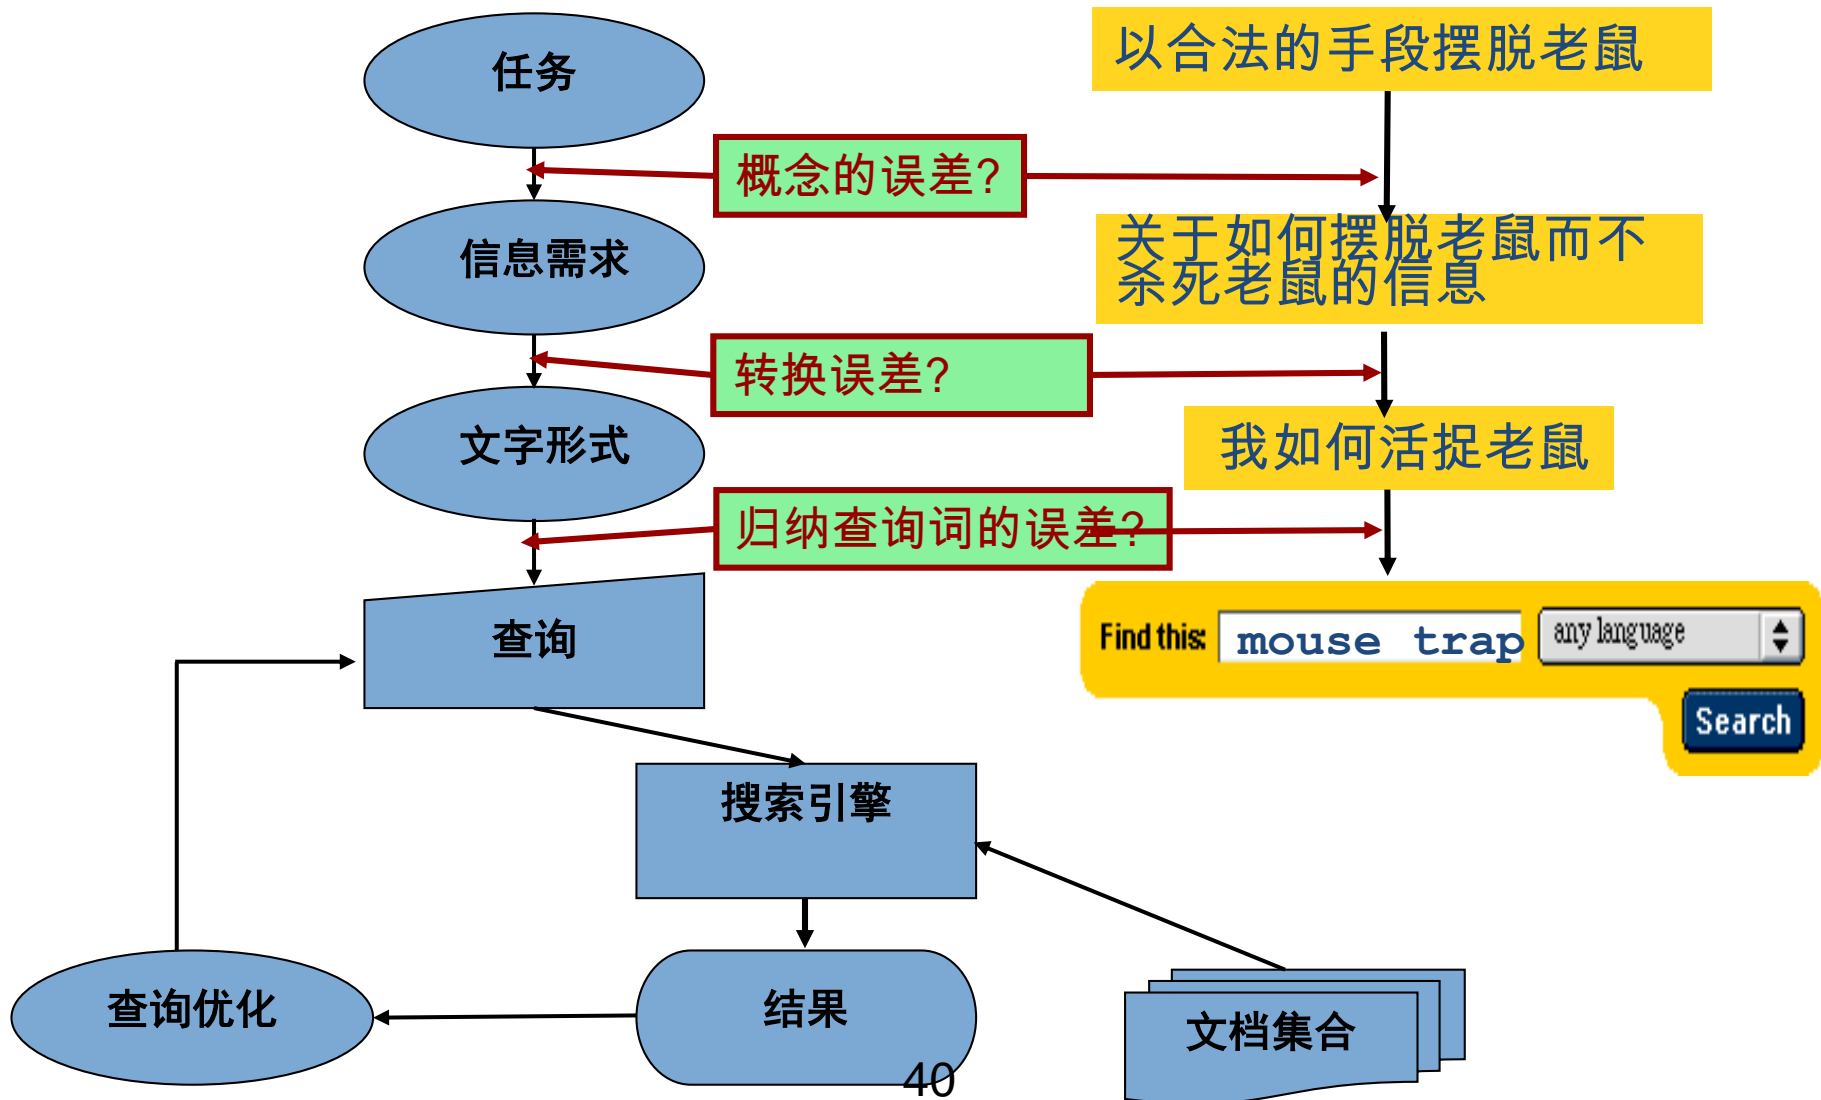 任务
以合法的手段摆脱老鼠
概念的误差?
信息需求
关于如何摆脱老鼠而不
杀死老鼠的信息
转换误差?
文字形式
我如何活捉老鼠
归纳查询词的误差?
查询
Find this: mouse trap any language
Search
搜索引擎
查询优化
结果
文档集合
40